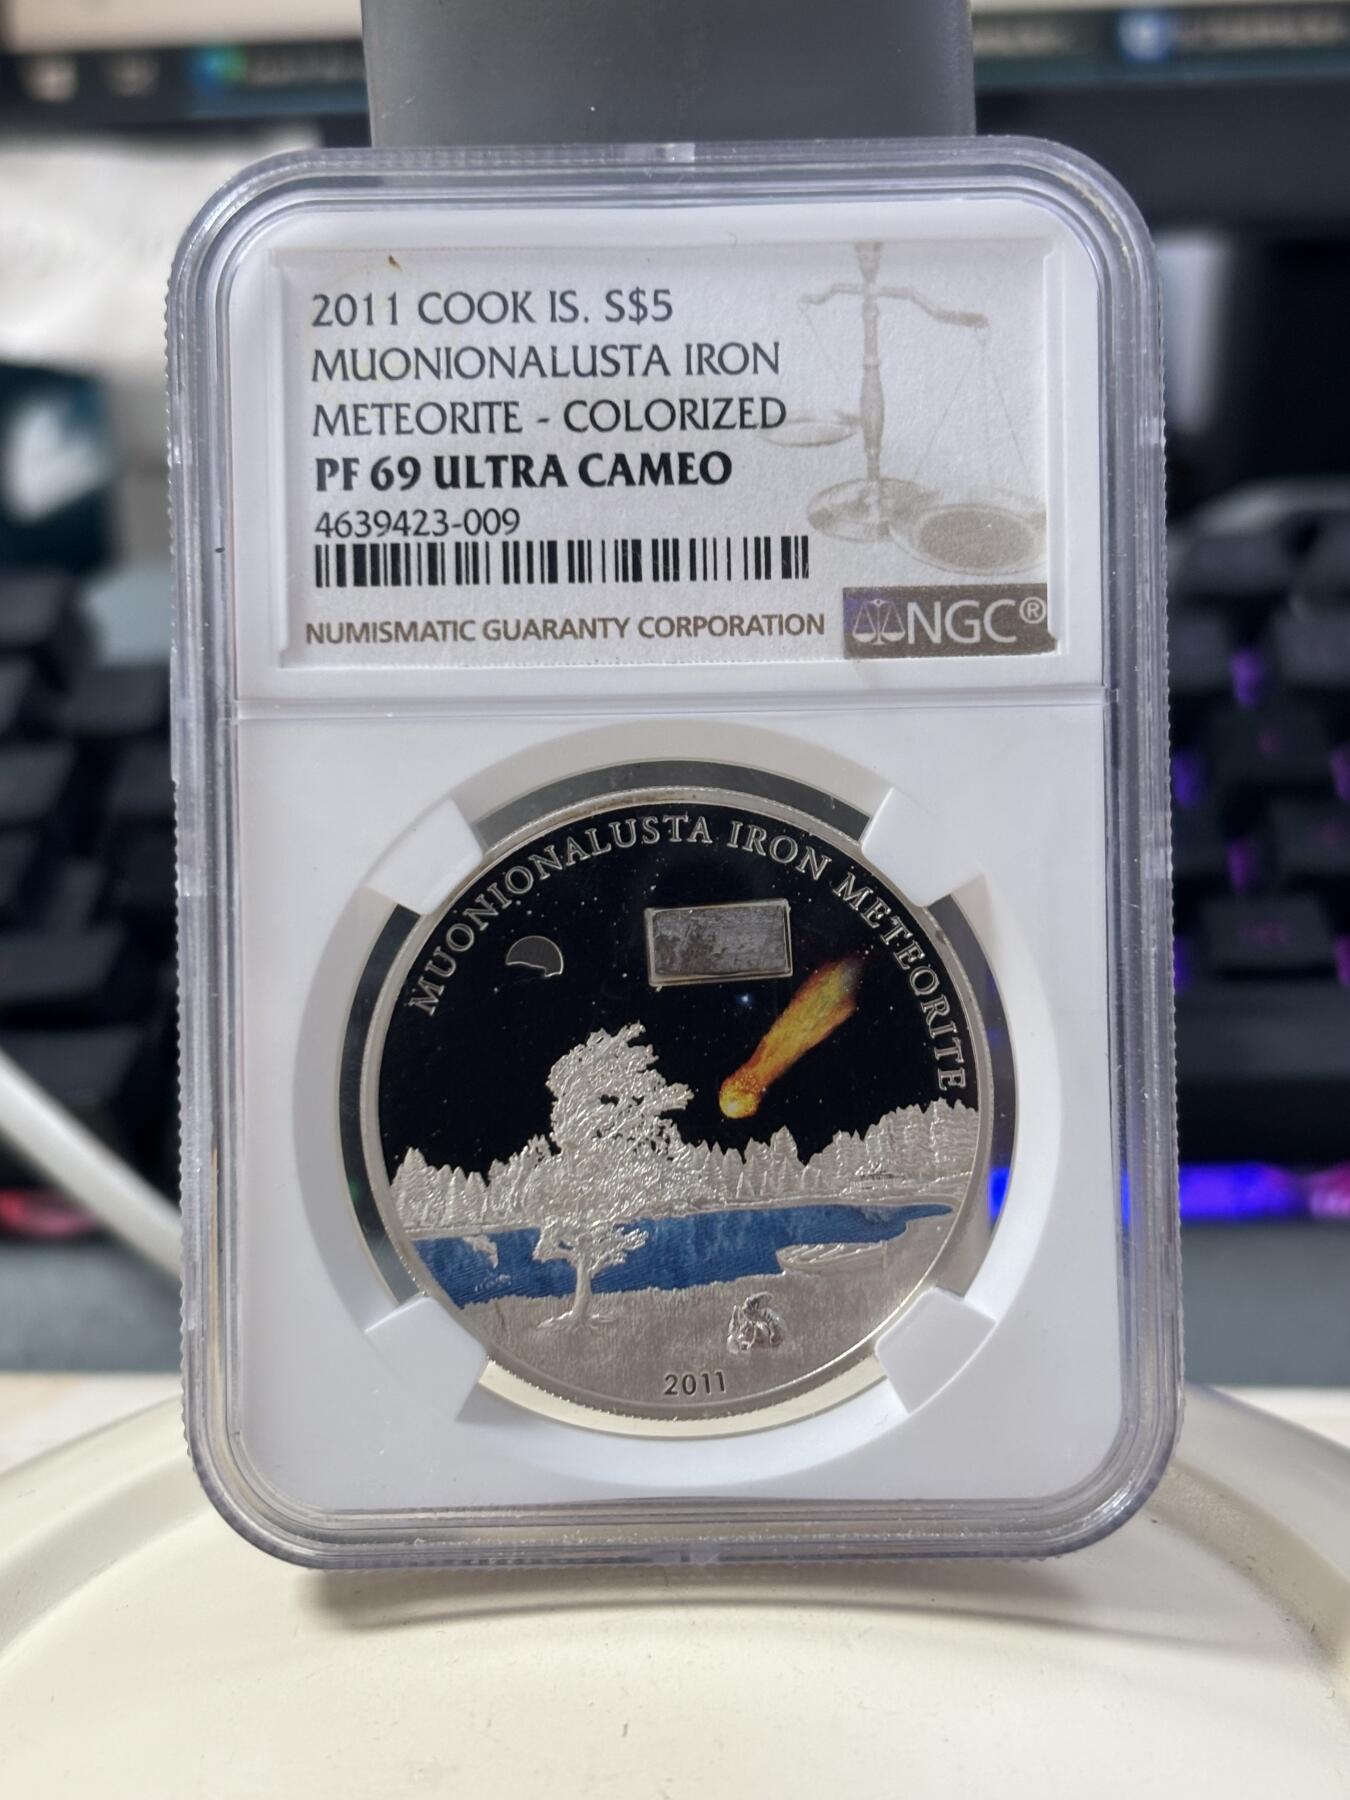 2011 COOK IS. S$5
MUONIONALUSTA IRON
METEORITE - COLORIZED
PF 69 ULTRA CAMEO
4639423-009
NUMISMATIC GUARANTY CORPORATION
NGC®
MUONIONALUSTA IRON METEORITE
2011